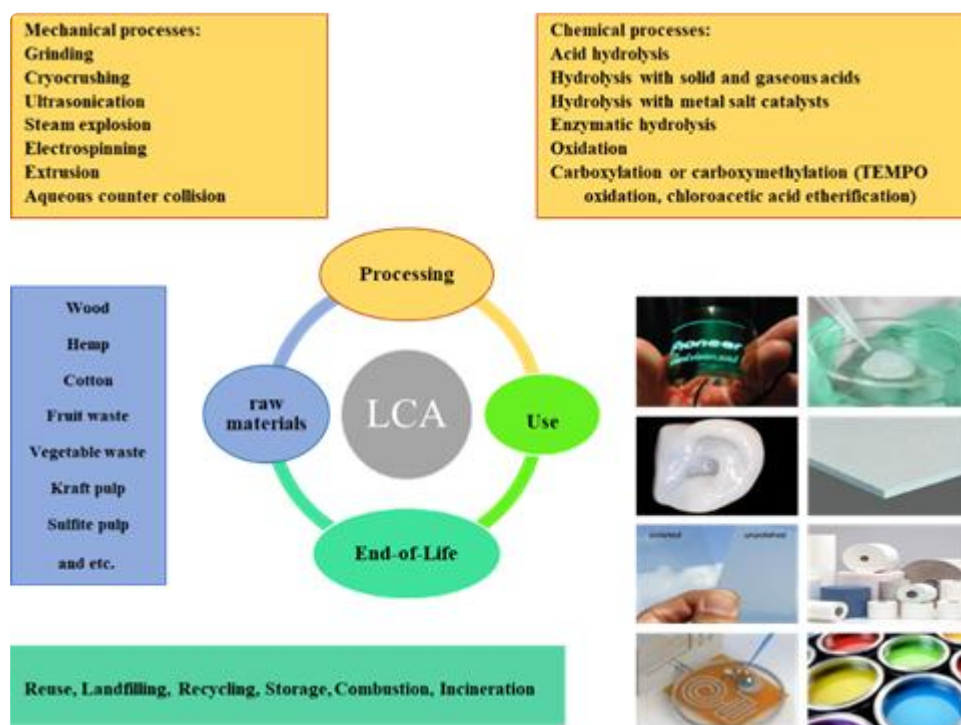 Mechanical processes:
Grinding
Cryocrushing
Ultrasonication
Steam explosion
Electrospinning
Extrusion
Aqueous counter collision
Chemical processes:
Acid hydrolysis
Hydrolysis with solid and gaseous acids
Hydrolysis with metal salt catalysts
Enzymatic hydrolysis
Oxidation
Carboxylation or carboxymethylation (TEMPO
oxidation, chloroacetic acid etherification)
Processing
Wood
Hemp
Cotton
Fruit waste
Vegetable waste
Kraft pulp
Sulfite pulp
and etc.
raw
materials
LCA
Use
End-of-Life
Pioneer
Reuse, Landfilling, Recycling, Storage, Combustion, Incineration